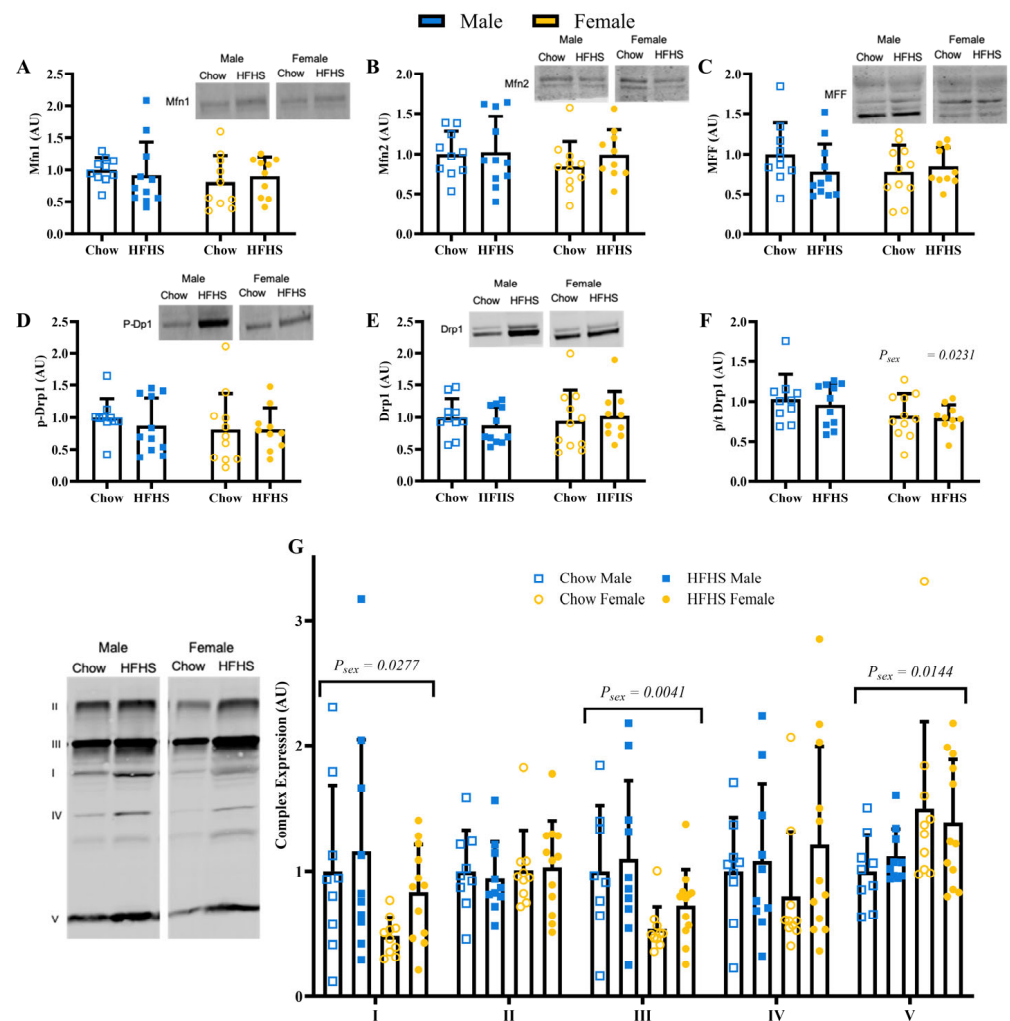 Male Female
A
Male Female
Chow HFHS Chow HFHS
Mfn1
Mfn1 (AU)
2.5
2.0
1.5
1.0
0.5
0.0
Chow HFHS Chow HFHS
B
Male Female
Chow HFHS Chow HFHS
Mfn2
Mfn2 (AU)
2.0
1.5
1.0
0.5
0.0
Chow HFHS Chow HFHS
C
Male Female
Chow HFHS Chow HFHS
MFF
MFF (AU)
2.0
1.5
1.0
0.5
0.0
Chow HFHS Chow HFHS
D
Male Female
Chow HFHS Chow HFHS
P-Dp1
p-Drp1 (AU)
2.5
2.0
1.5
1.0
0.5
0.0
Chow HFHS Chow HFHS
E
Male Female
Chow HFHS Chow HFHS
Drp1
Drp1 (AU)
2.5
2.0
1.5
1.0
0.5
0.0
Chow HFHS Chow HFHS
F
P sex = 0.0231
p/t Drp1 (AU)
2.0
1.5
1.0
0.5
0.0
Chow HFHS Chow HFHS
Male Female
Chow HFHS Chow HFHS
II
III
I
IV
V
G
Chow Male HFHS Male
Chow Female HFHS Female
P sex = 0.0277
P sex = 0.0041
P sex = 0.0144
Complex Expression (AU)
3
2
1
0
I II III IV V